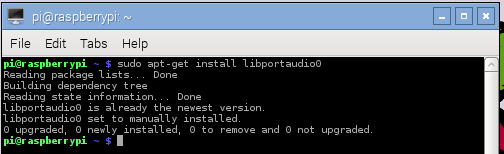 pi@raspberrypi: ~
File Edit Tabs Help
pi@raspberrypi ~ $ sudo apt-get install libportaudio0
Reading package lists... Done
Building dependency tree
Reading state information... Done
libportaudio0 is already the newest version.
libportaudio0 set to manually installed.
0 upgraded, 0 newly installed, 0 to remove and 0 not upgraded.
pi@raspberrypi ~ $